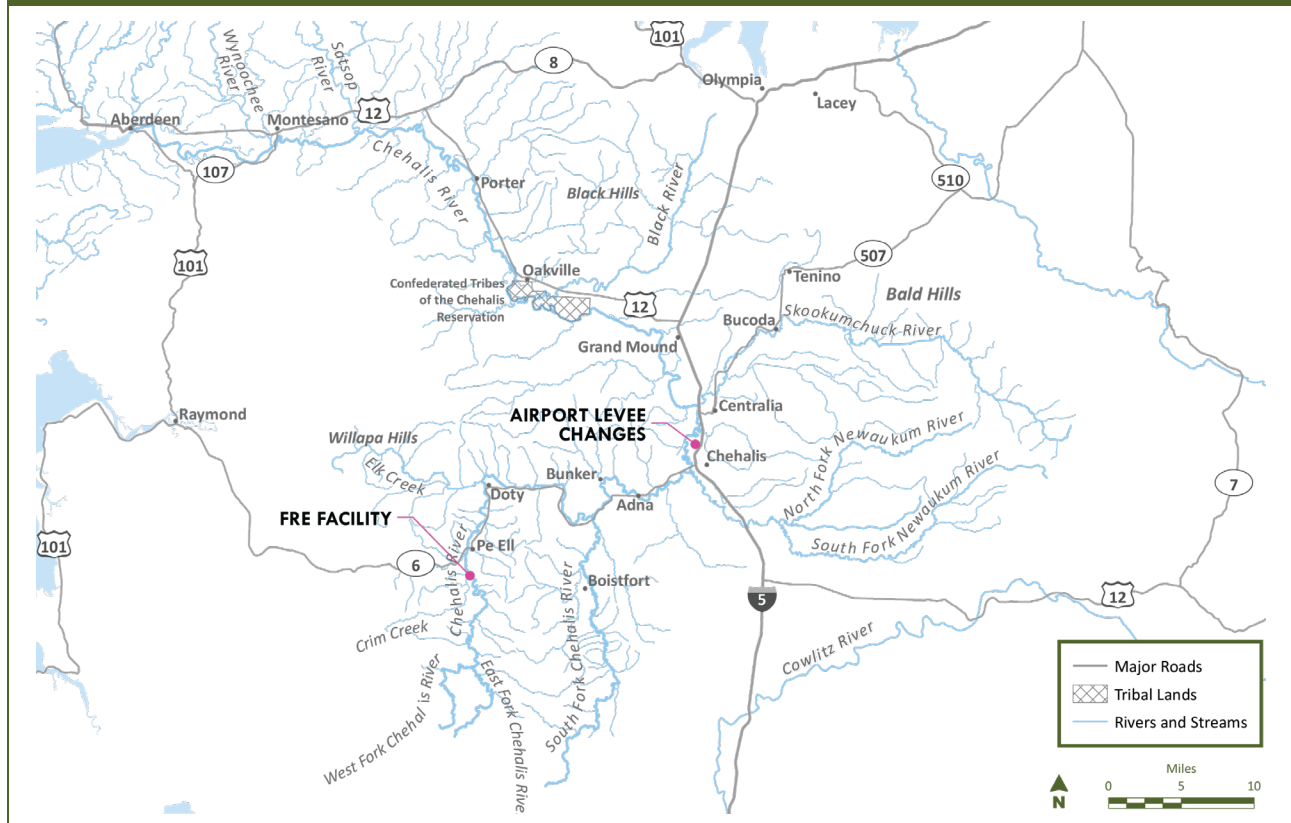 101
Wynoochee
River
Satsop
River
8
Olympia
Lacey
12
Aberdeen
Montesano
107
Chehalis River
Porter
Black Hills
Black River
510
101
Oakville
Confederated Tribes
of the Chehalis
Reservation
12
507
Tenino
Bald Hills
Bucoda
Skookumchuck River
Grand Mound
Raymond
Centralia
AIRPORT LEVEE
CHANGES
Willapa Hills
Chehalis
North Fork Newaukum River
Elk Creek
Bunker
Doty
Adna
South Fork Newaukum River
7
FRE FACILITY
101
Pe Ell
6
Chehalis River
Boistfort
5
12
Crim Creek
Cowlitz River
West Fork Chehal is River
East Fork Chehalis Rive
South Fork Chehalis River
Major Roads
Tribal Lands
Rivers and Streams
Miles
0 5 10
N